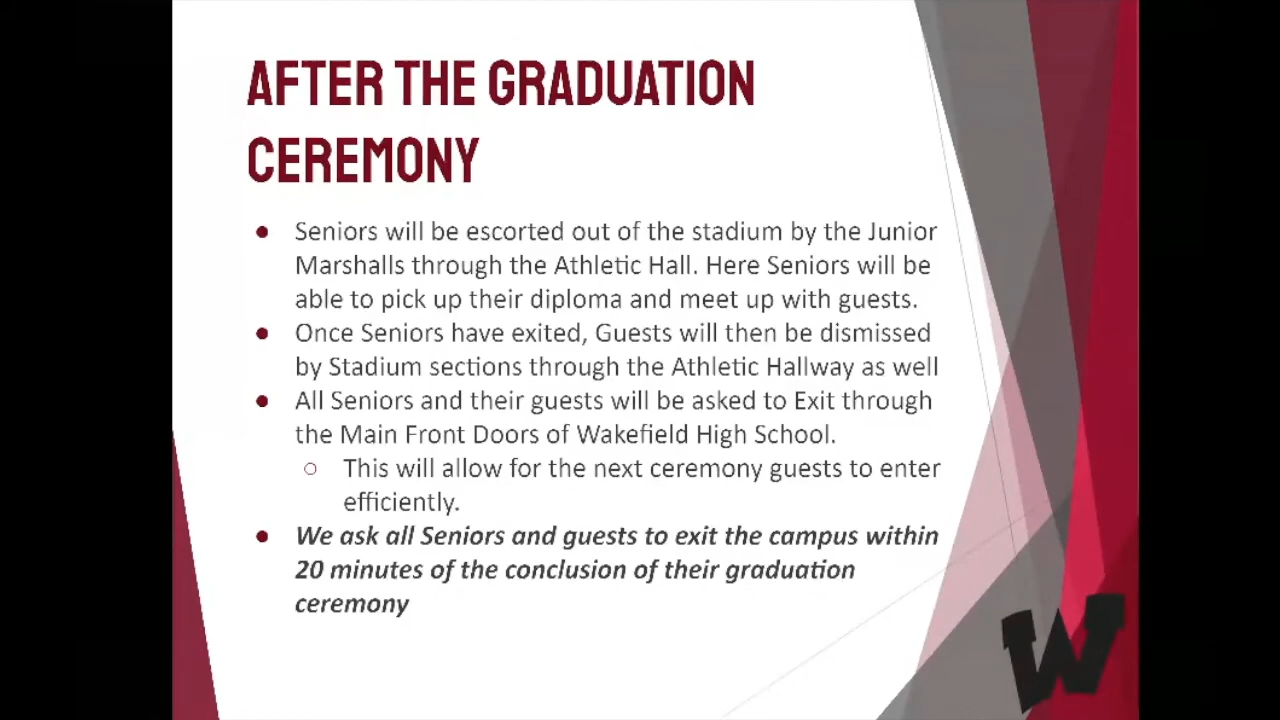 AFTER THE GRADUATION
CEREMONY
● Seniors will be escorted out of the stadium by the Junior
Marshalls through the Athletic Hall. Here Seniors will be
able to pick up their diploma and meet up with guests.
● Once Seniors have exited, Guests will then be dismissed
by Stadium sections through the Athletic Hallway as well
● All Seniors and their guests will be asked to Exit through
the Main Front Doors of Wakefield High School.
○ This will allow for the next ceremony guests to enter
efficiently.
● We ask all Seniors and guests to exit the campus within
20 minutes of the conclusion of their graduation
ceremony
W